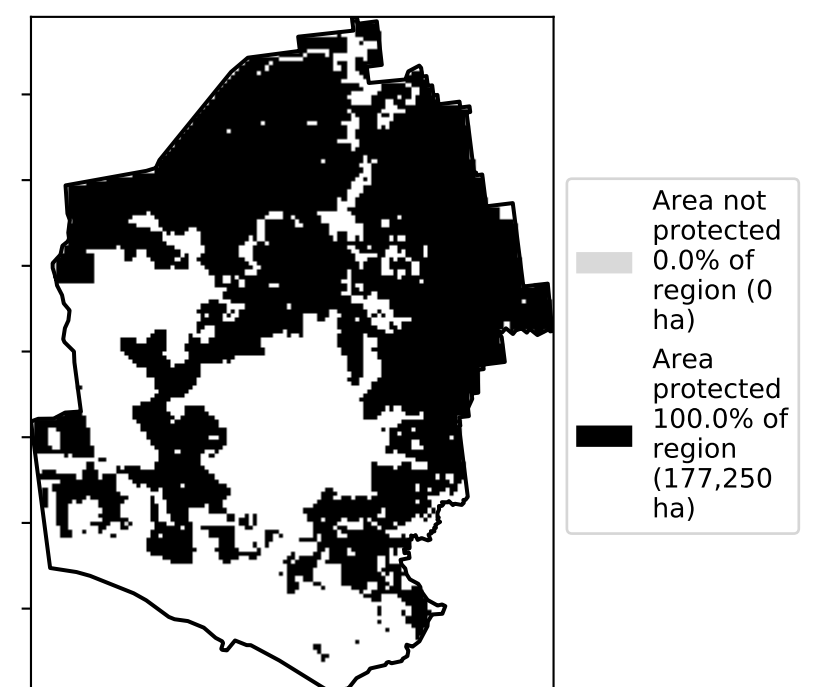 Area not
protected
0.0% of
region (0
ha)
Area
protected
100.0% of
region
(177,250
ha)